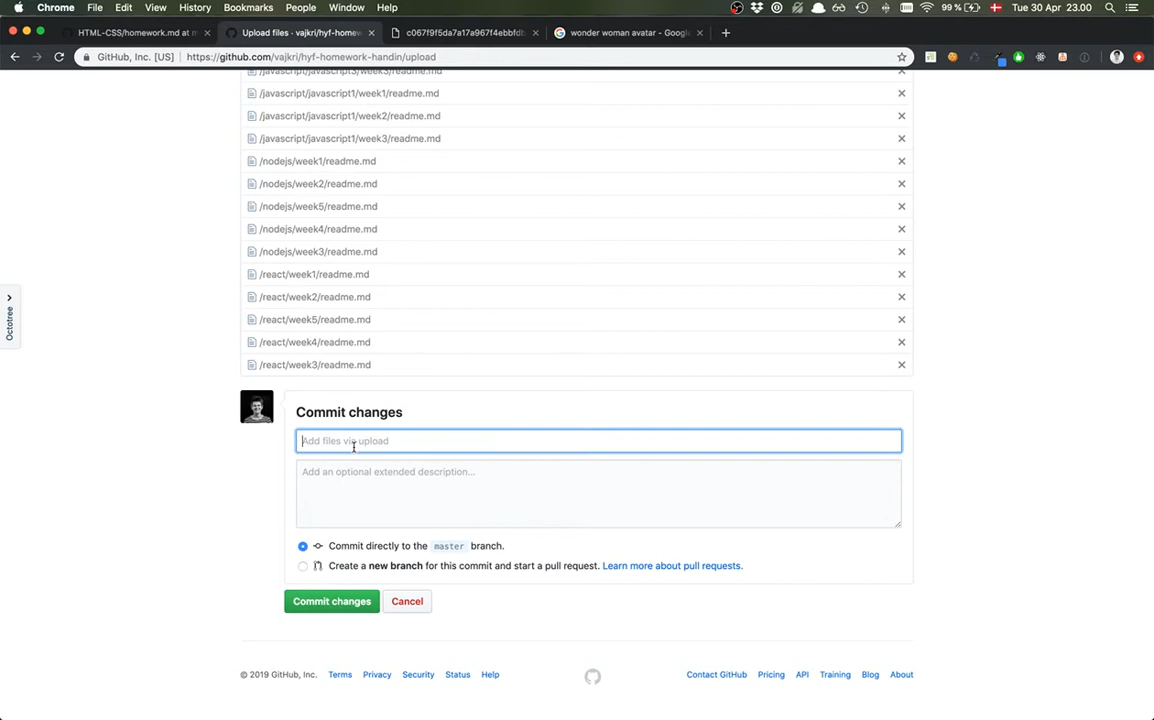 Chrome File Edit View History Bookmarks People Window Help 99 % Tue 30 Apr 23.00
HTML-CSS/homework.md at m Upload files · vajkri/hyf-homew c067f9f5da7a17a967f4ebbfdb wonder woman avatar - Google
GitHub, Inc. [US] https://github.com/vajkri/hyf-homework-handin/upload
/javascript/javascript3/week3/readme.md
/javascript/javascript1/week1/readme.md
/javascript/javascript1/week2/readme.md
/javascript/javascript1/week3/readme.md
/nodejs/week1/readme.md
/nodejs/week2/readme.md
/nodejs/week5/readme.md
/nodejs/week4/readme.md
/nodejs/week3/readme.md
/react/week1/readme.md
/react/week2/readme.md
/react/week5/readme.md
/react/week4/readme.md
/react/week3/readme.md
Octotree
Commit changes
Add files via upload
Add an optional extended description...
Commit directly to the master branch.
Create a new branch for this commit and start a pull request. Learn more about pull requests.
Commit changes Cancel
© 2019 GitHub, Inc. Terms Privacy Security Status Help Contact GitHub Pricing API Training Blog About